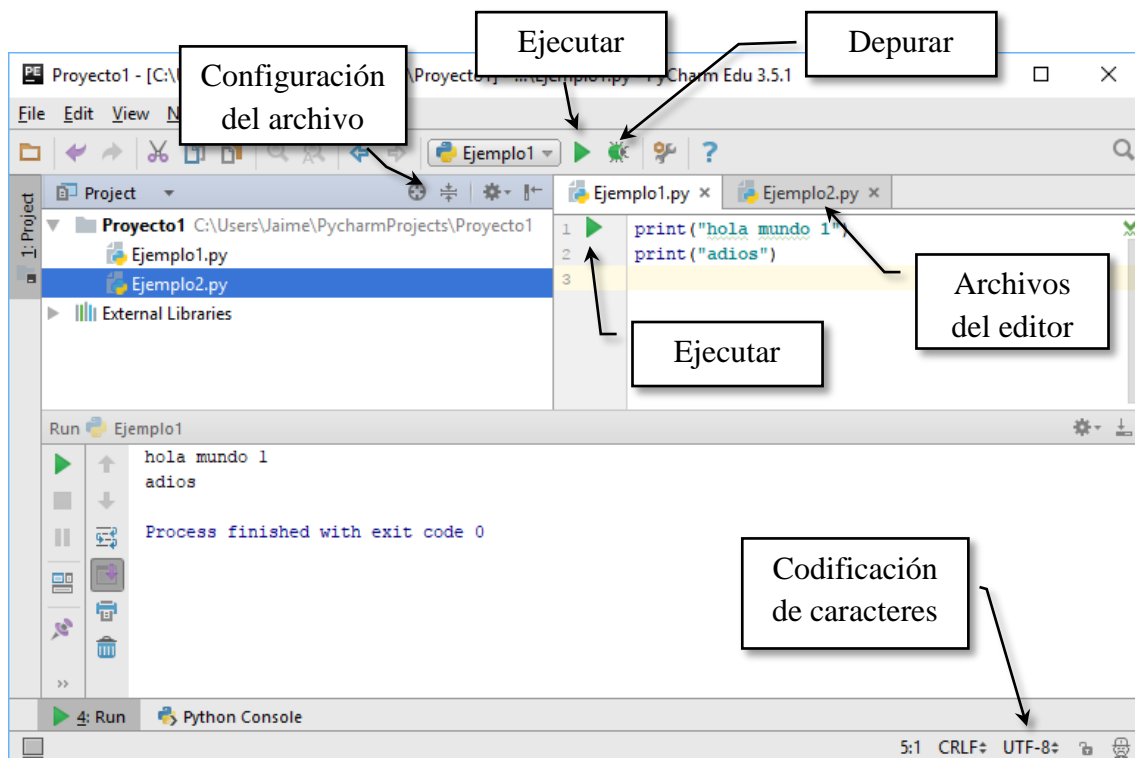 Ejecutar
Depurar
Configuración
del archivo
PE Proyecto1 - [C:\ \Proyecto1] - ...\Ejemplo1.py - PyCharm Edu 3.5.1
File Edit View N
Ejemplo1
?
1: Project
Project
Ejemplo1.py × Ejemplo2.py ×
Proyecto1 C:\Users\Jaime\PycharmProjects\Proyecto1
Ejemplo1.py
Ejemplo2.py
External Libraries
1 print("hola mundo 1")
2 print("adios")
3
Archivos
del editor
Ejecutar
Run Ejemplo1
hola mundo 1
adios
Process finished with exit code 0
Codificación
de caracteres
>>
4: Run Python Console
5:1 CRLF UTF-8